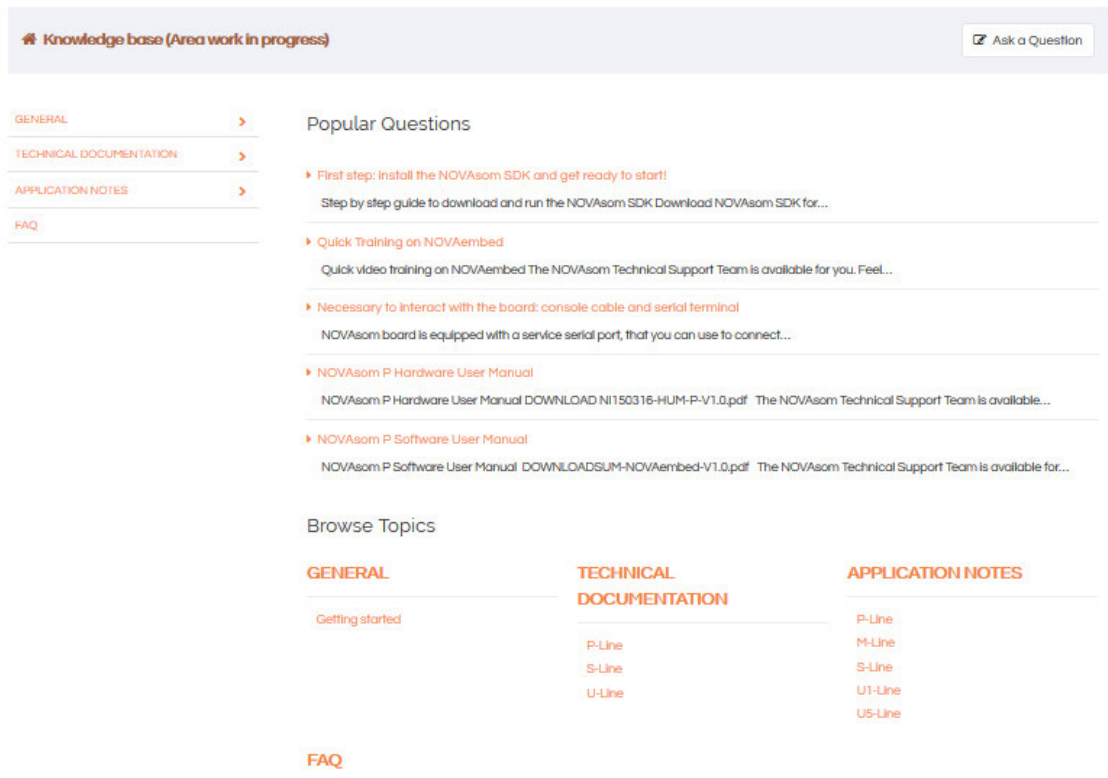 Knowledge base (Area work in progress)
Ask a Question
GENERAL
TECHNICAL DOCUMENTATION
APPLICATION NOTES
FAQ
Popular Questions
First step: install the NOVAsom SDK and get ready to start!
Step by step guide to download and run the NOVAsom SDK Download NOVAsom SDK for...
Quick Training on NOVAembed
Quick video training on NOVAembed The NOVAsom Technical Support Team is available for you. Feel...
Necessary to interact with the board: console cable and serial terminal
NOVAsom board is equipped with a service serial port, that you can use to connect...
NOVAsom P Hardware User Manual
NOVAsom P Hardware User Manual DOWNLOAD NI150316-HUM-P-V1.0.pdf The NOVAsom Technical Support Team is available...
NOVAsom P Software User Manual
NOVAsom P Software User Manual DOWNLOADSUM-NOVAembed-V1.0.pdf The NOVAsom Technical Support Team is available for...
Browse Topics
GENERAL
Getting started
TECHNICAL
DOCUMENTATION
P-Line
S-Line
U-Line
APPLICATION NOTES
P-Line
M-Line
S-Line
U1-Line
U5-Line
FAQ